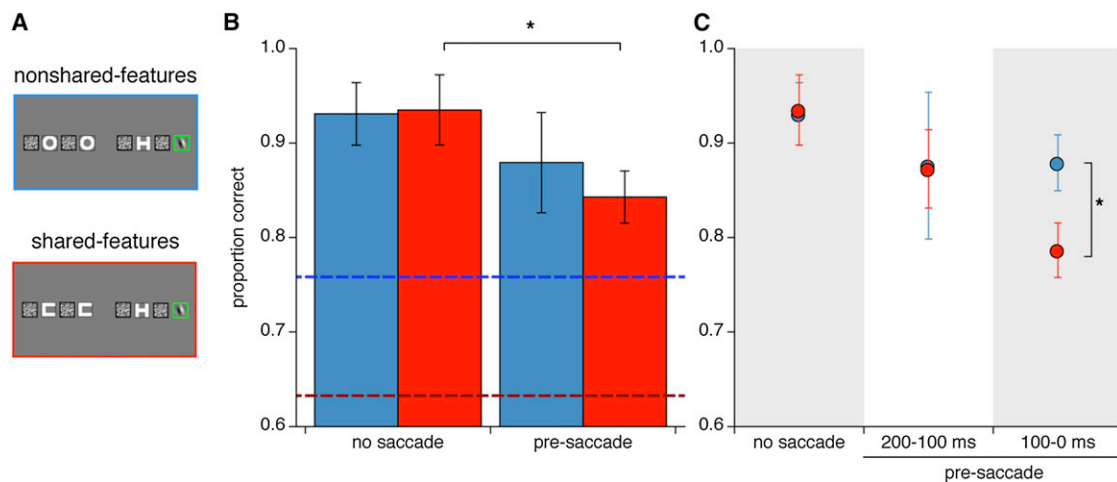 A
nonshared-features
O O H
shared-features
C C H
B
*
proportion correct
1.0
0.9
0.8
0.7
0.6
no saccade pre-saccade
C
*
1.0
0.9
0.8
0.7
0.6
no saccade 200-100 ms 100-0 ms
pre-saccade